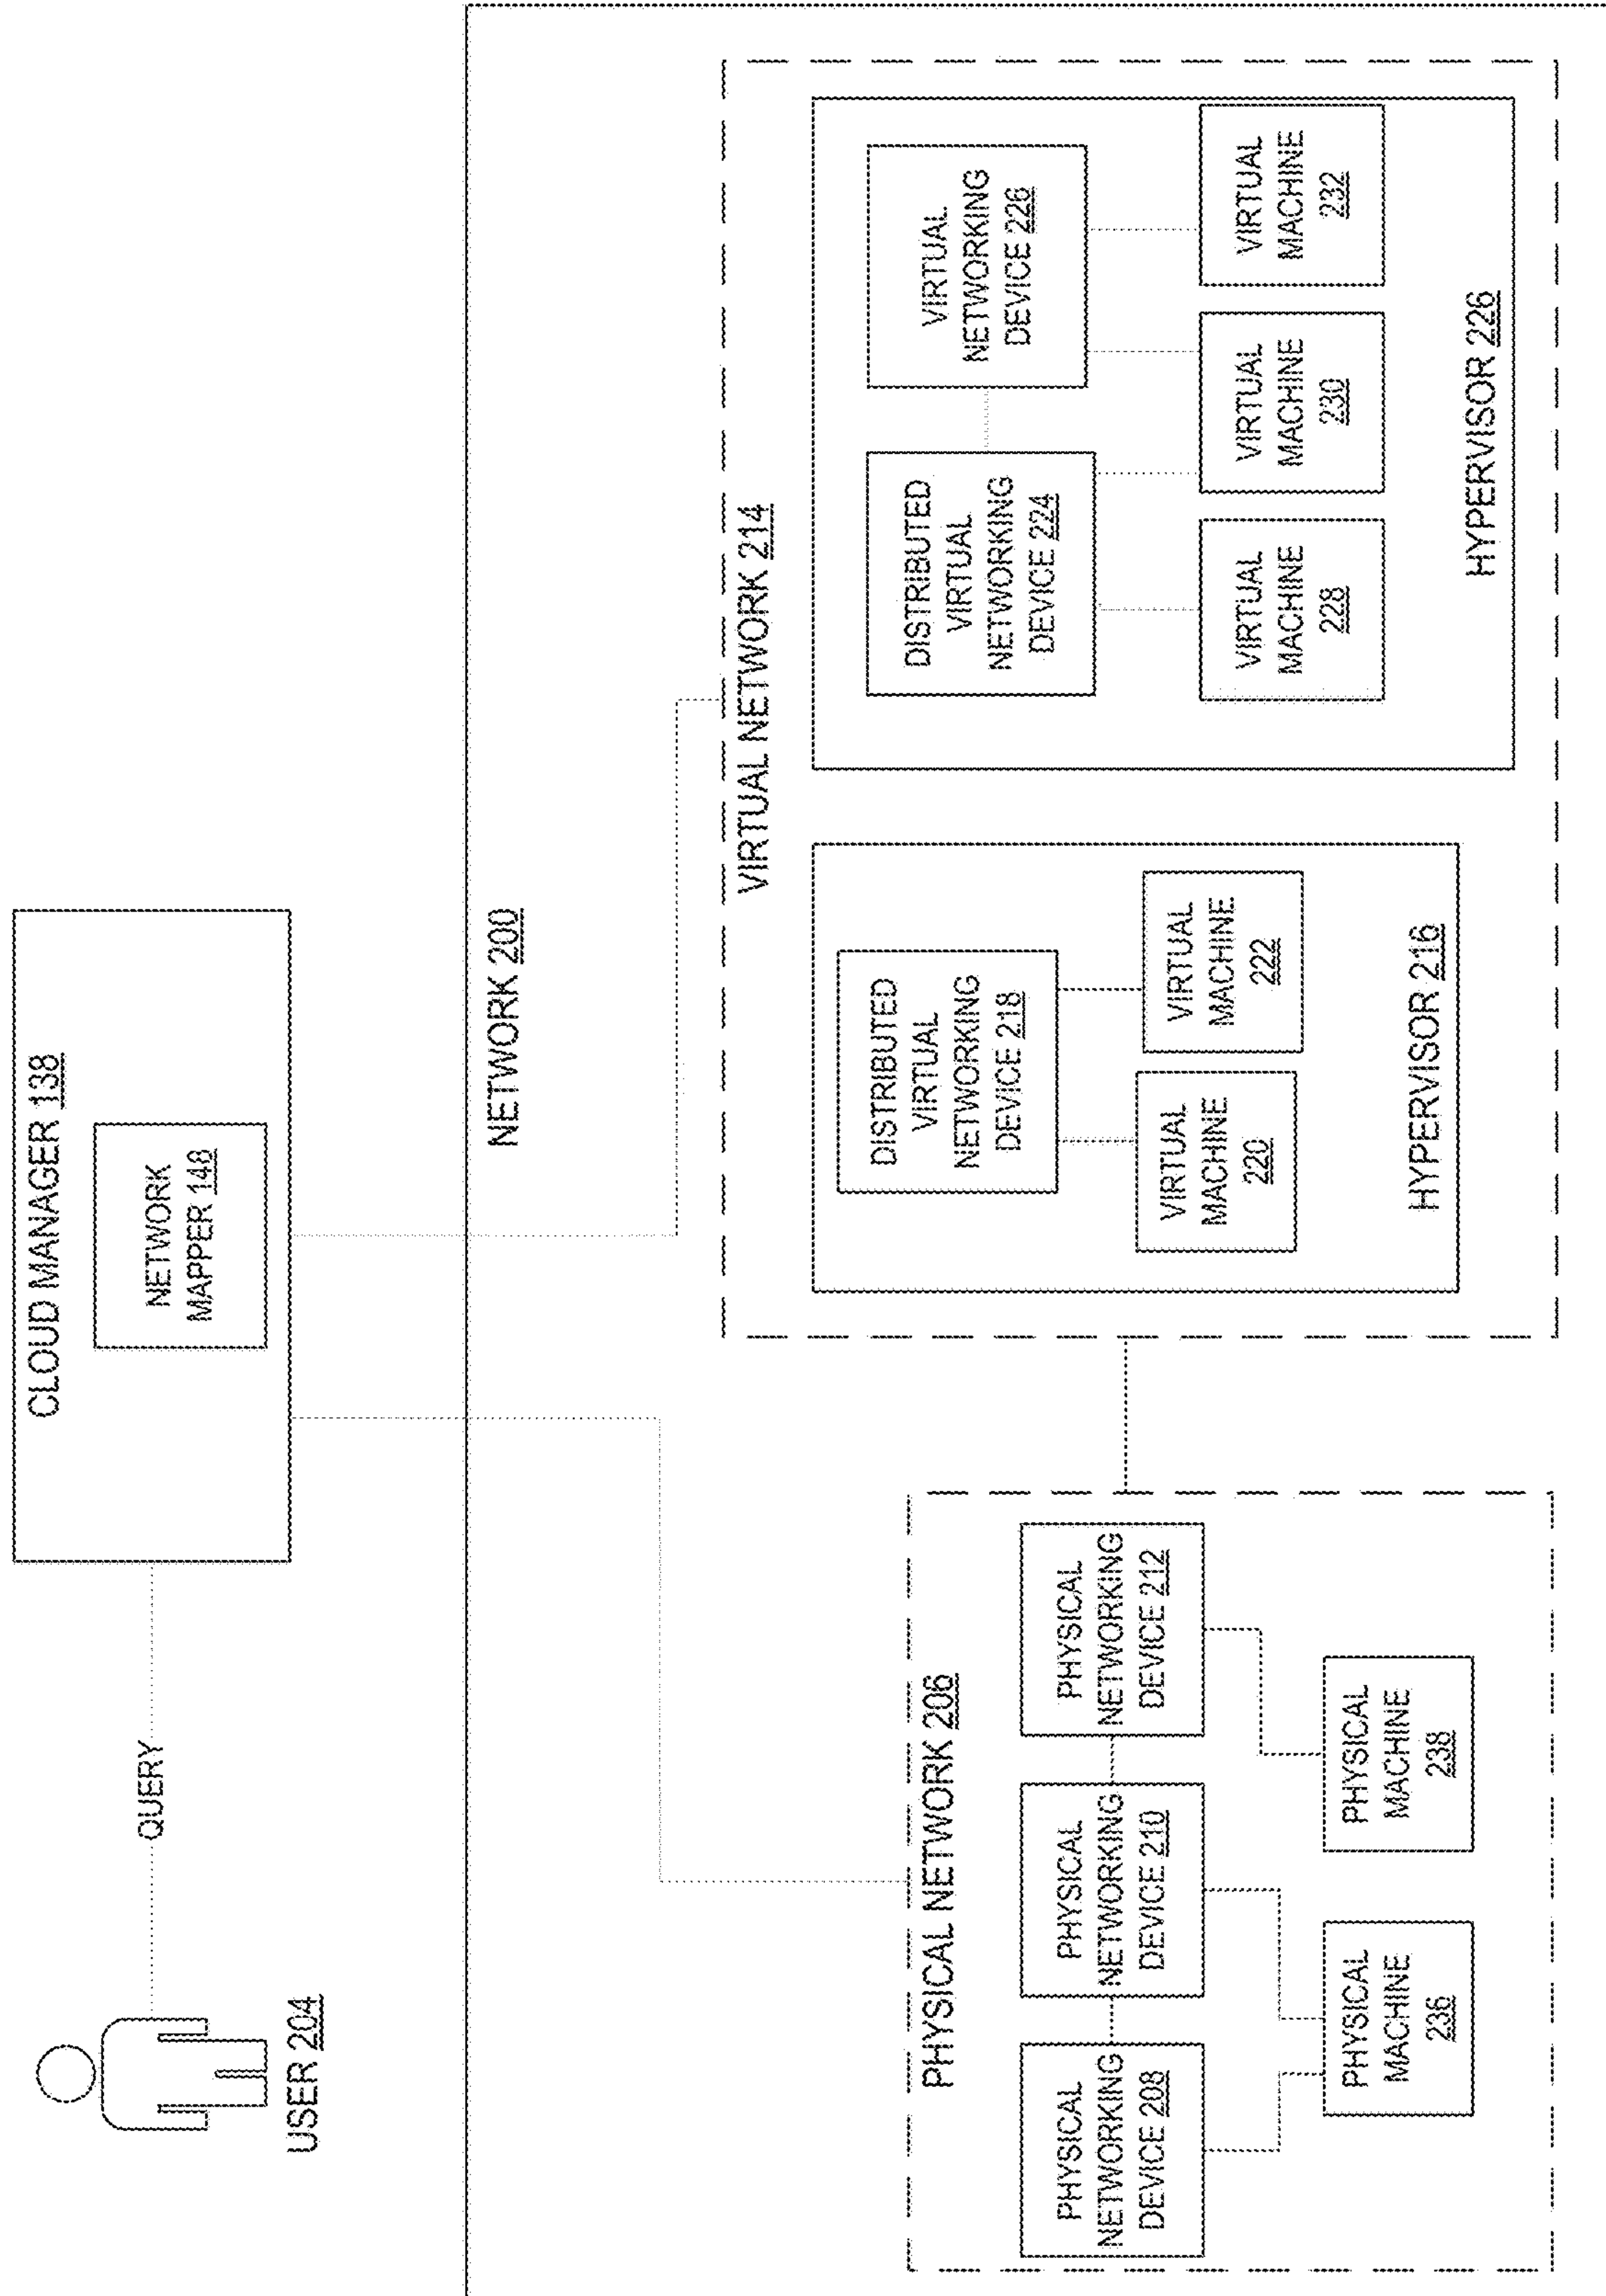 QUERY
USER 204
CLOUD MANAGER 138
NETWORK
MAPPER 148
NETWORK 200
PHYSICAL NETWORK 206
PHYSICAL
NETWORKING
DEVICE 208
PHYSICAL
NETWORKING
DEVICE 210
PHYSICAL
NETWORKING
DEVICE 212
PHYSICAL
MACHINE
236
PHYSICAL
MACHINE
238
VIRTUAL NETWORK 214
DISTRIBUTED
VIRTUAL
NETWORKING
DEVICE 218
VIRTUAL
MACHINE
220
VIRTUAL
MACHINE
222
HYPERVISOR 216
DISTRIBUTED
VIRTUAL
NETWORKING
DEVICE 224
VIRTUAL
NETWORKING
DEVICE 226
VIRTUAL
MACHINE
228
VIRTUAL
MACHINE
230
VIRTUAL
MACHINE
232
HYPERVISOR 226